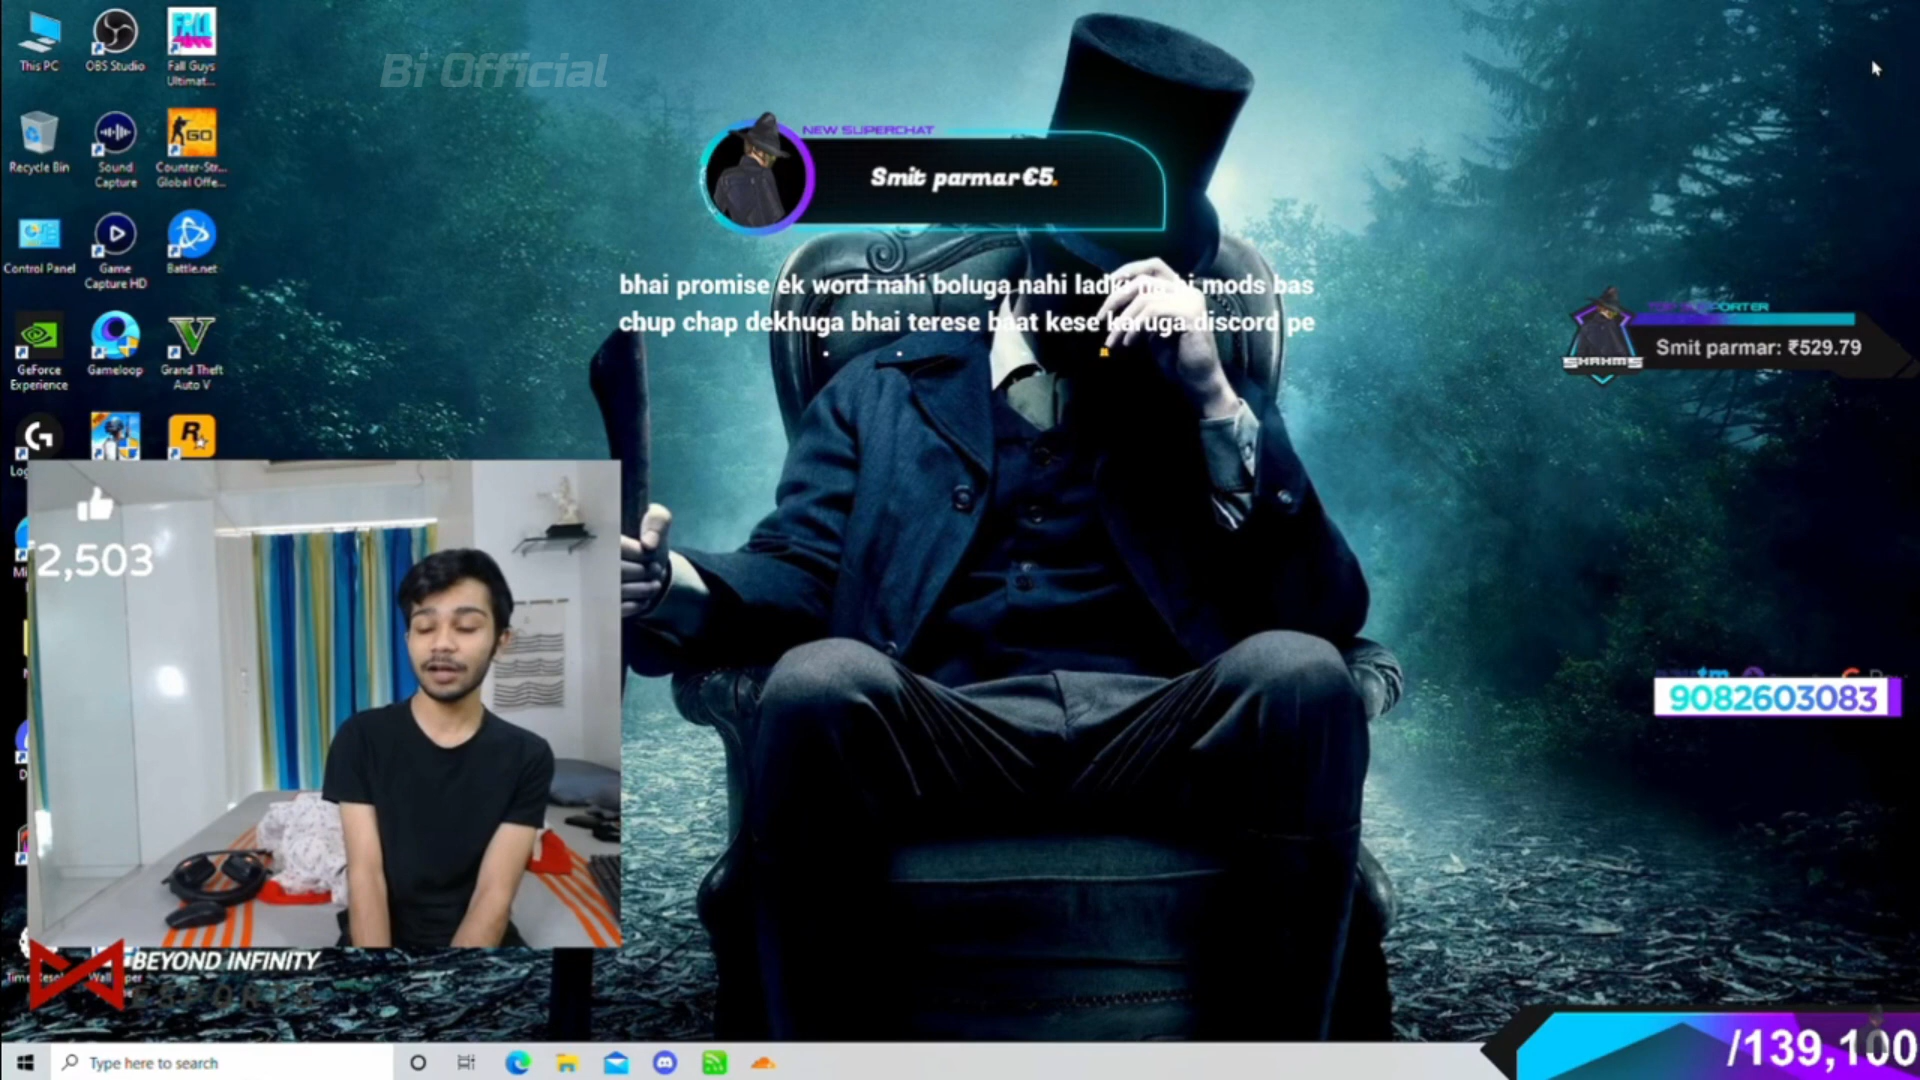 This PC
OBS Studio
Fall Guys
Ultimat...
Bi Official
Recycle Bin
Sound
Capture
Counter-Str...
Global Offe...
Control Panel
Game
Capture HD
Battle.net
GeForce
Experience
Gameloop
Grand Theft
Auto V
NEW SUPERCHAT
Smit parmar €5.
bhai promise ek word nahi boluga nahi ladki mods bas
chup chap dekhuga bhai terese baat kese karuga discord pe
SHAHMS
Smit parmar: ₹529.79
9082603083
2,503
BEYOND INFINITY
ESPORTS
Type here to search
/139,100